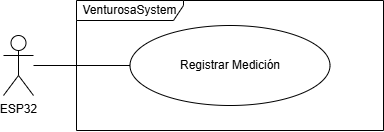 VenturosaSystem
Registrar Medición
ESP32